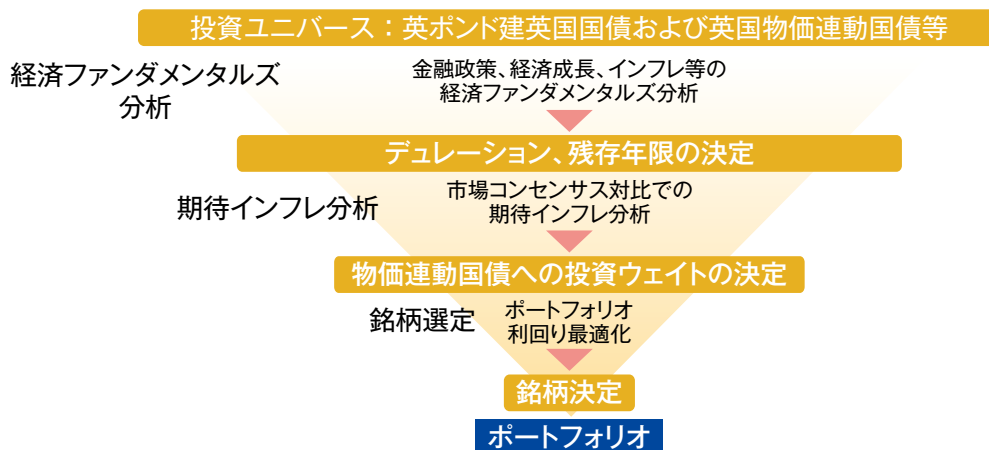 投資ユニバース：英ポンド建英国国債および英国物価連動国債等
経済ファンダメンタルズ
分析
金融政策、経済成長、インフレ等の
経済ファンダメンタルズ分析
デュレーション、残存年限の決定
期待インフレ分析
市場コンセンサス対比での
期待インフレ分析
物価連動国債への投資ウェイトの決定
銘柄選定
ポートフォリオ
利回り最適化
銘柄決定
ポートフォリオ